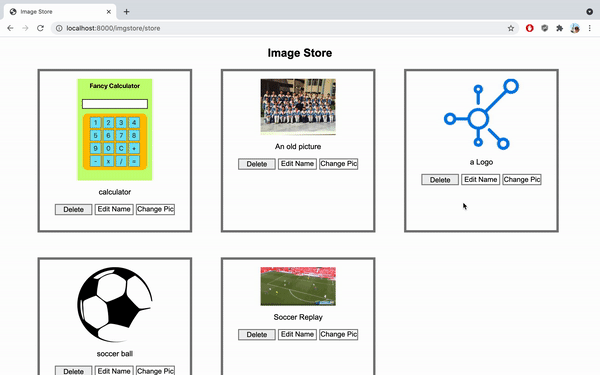 Image Store
localhost:8000/imgstore/store
Image Store
Fancy Calculator
1 2 3 4
5 6 7 8
9 0 C +
- x / =
calculator
Delete Edit Name Change Pic
An old picture
Delete Edit Name Change Pic
a Logo
Delete Edit Name Change Pic
soccer ball
Delete Edit Name Change Pic
Soccer Replay
Delete Edit Name Change Pic